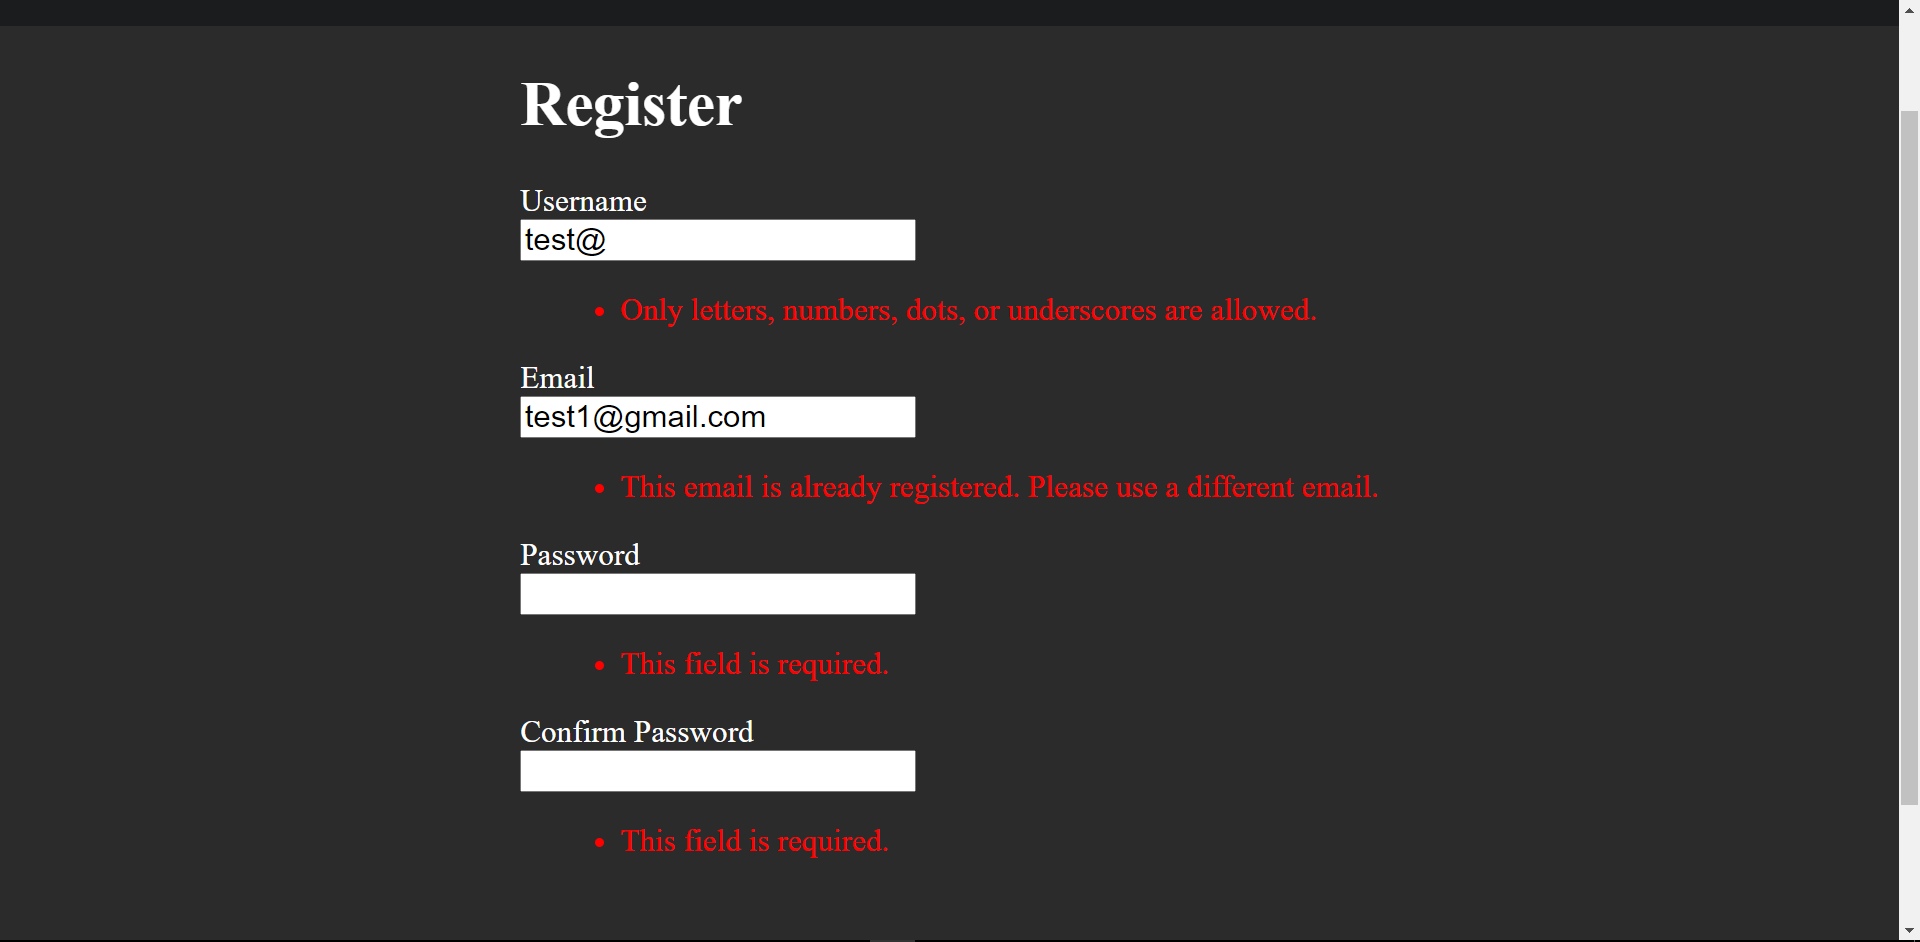 Register
Username
test@
Only letters, numbers, dots, or underscores are allowed.
Email
test1@gmail.com
This email is already registered. Please use a different email.
Password
This field is required.
Confirm Password
This field is required.